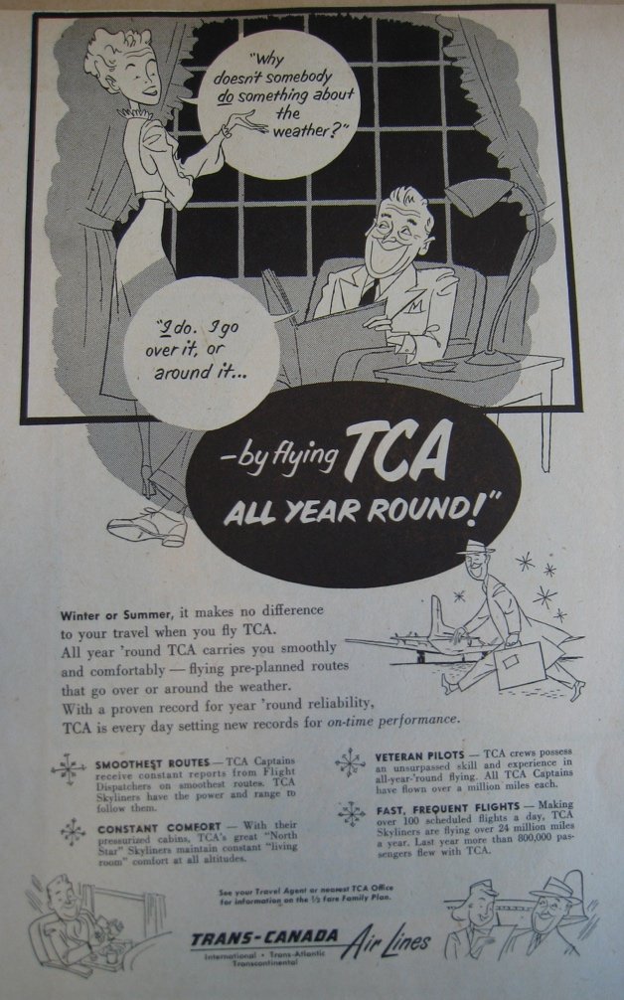 "Why
doesn't somebody
do something about
the
weather?"
"I do. I go
over it, or
around it...
–by flying TCA
ALL YEAR ROUND!"
Winter or Summer, it makes no difference
to your travel when you fly TCA.
All year 'round TCA carries you smoothly
and comfortably — flying pre-planned routes
that go over or around the weather.
With a proven record for year 'round reliability,
TCA is every day setting new records for on-time performance.
SMOOTHEST ROUTES — TCA Captains
receive constant reports from Flight
Dispatchers on smoothest routes. TCA
Skyliners have the power and range to
follow them.
CONSTANT COMFORT — With their
pressurized cabins, TCA's great "North
Star" Skyliners maintain constant "living
room" comfort at all altitudes.
VETERAN PILOTS — TCA crews possess
an unsurpassed skill and experience in
all-year-'round flying. All TCA Captains
have flown over a million miles each.
FAST, FREQUENT FLIGHTS — Making
over 100 scheduled flights a day, TCA
Skyliners are flying over 24 million miles
a year. Last year more than 800,000 pas-
sengers flew with TCA.
See your Travel Agent or nearest TCA Office
for information on the ½ fare Family Plan.
TRANS-CANADA Air Lines
International • Trans-Atlantic
Transcontinental